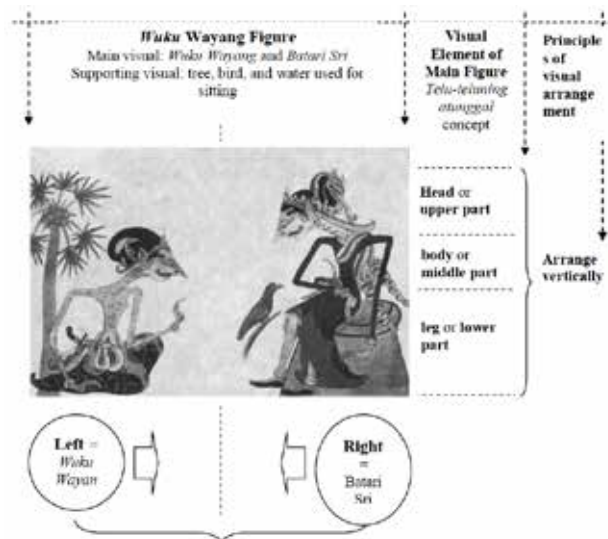 Wuku Wayang Figure
Main visual: Wuku Wayang and Batari Sri
Supporting visual: tree, bird, and water used for
sitting
Visual
Element of
Main Figure
Telu-teluning
atunggal
concept
Principle
s of
visual
arrange
ment
Head or
upper part
body or
middle part
leg or lower
part
Arrange
vertically
Left =
Wuku
Wayan
Right
=
Batari
Sri